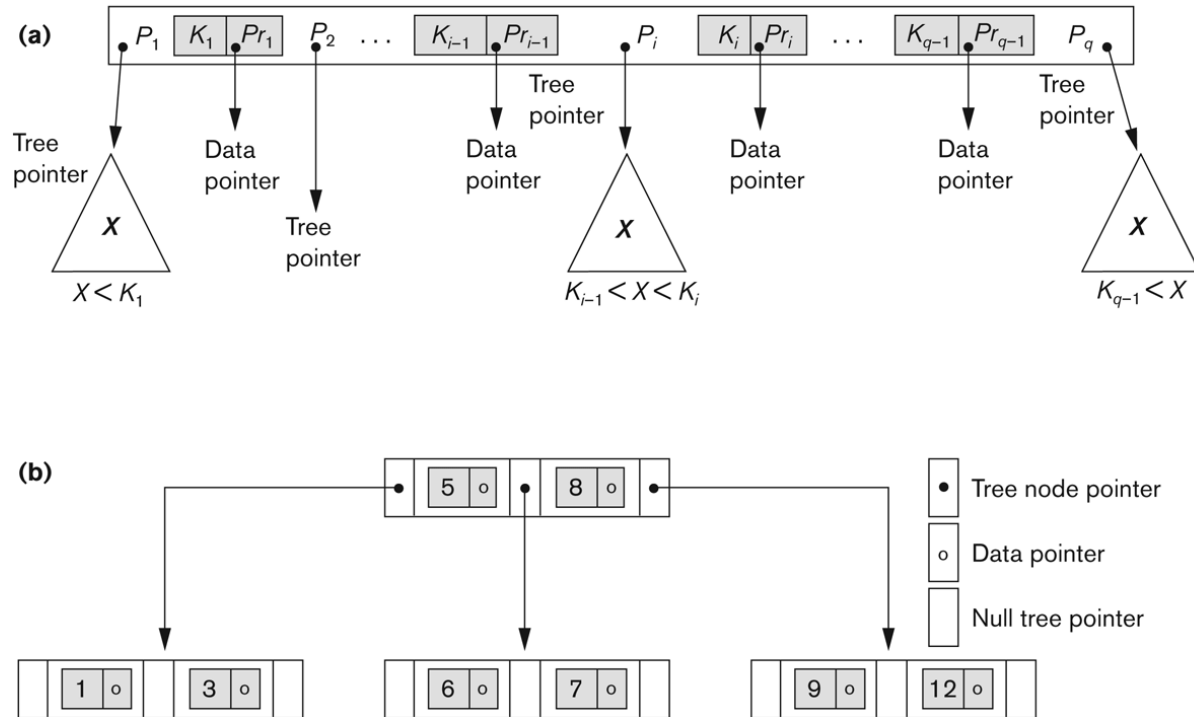 (a)
P1 K1 Pr1 P2 . . . Ki–1 Pri–1 Pi Ki Pri . . . Kq–1 Prq–1 Pq
Tree
pointer
Data
pointer
Tree
pointer
Data
pointer
Tree
pointer
Data
pointer
Data
pointer
Tree
pointer
X
X
X
X < K1
Ki–1 < X < Ki
Kq–1 < X
(b)
5 o 8 o
Tree node pointer
o Data pointer
Null tree pointer
1 o 3 o
6 o 7 o
9 o 12 o